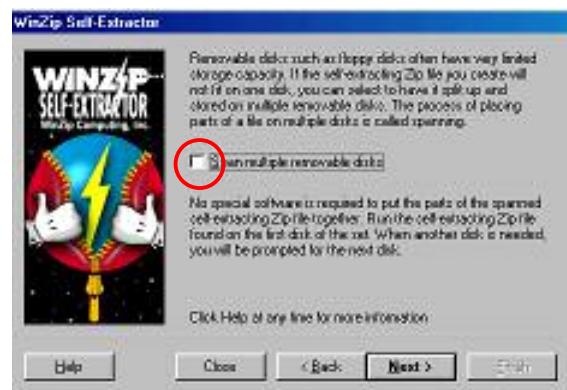 WinZip Self-Extractor
WINZIP
SELF-EXTRACTOR
WinZip Computing, Inc.
Removable disks such as floppy disks often have very limited
storage capacity. If the self-extracting Zip file you create will
not fit on one disk, you can select to have it split up and
stored on multiple removable disks. The process of placing
parts of a file on multiple disks is called spanning.
Span multiple removable disks
No special software is required to put the parts of the spanned
self-extracting Zip file together. Run the self-extracting Zip file
found on the first disk of the set. When another disk is needed,
you will be prompted for the next disk.
Click Help at any time for more information
Help
Close
< Back
Next >
Finish